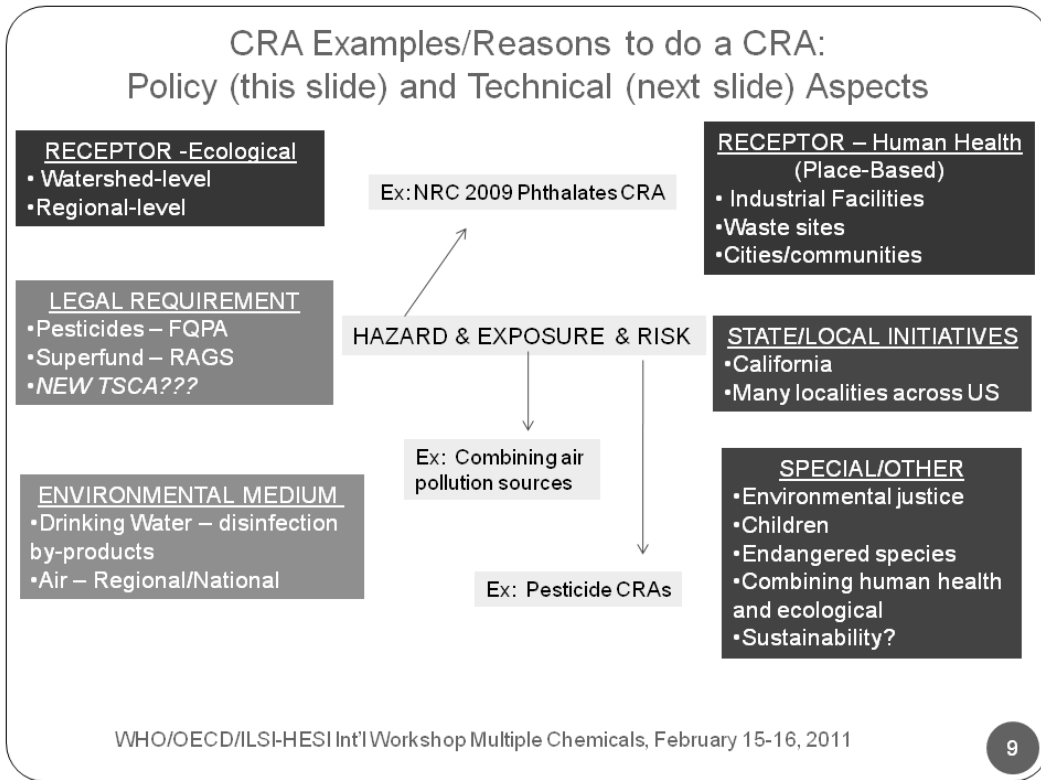 CRA Examples/Reasons to do a CRA:
Policy (this slide) and Technical (next slide) Aspects
RECEPTOR -Ecological
• Watershed-level
•Regional-level
Ex: NRC 2009 Phthalates CRA
RECEPTOR – Human Health
(Place-Based)
• Industrial Facilities
•Waste sites
•Cities/communities
LEGAL REQUIREMENT
•Pesticides – FQPA
•Superfund – RAGS
•NEW TSCA???
HAZARD & EXPOSURE & RISK
STATE/LOCAL INITIATIVES
•California
•Many localities across US
Ex: Combining air
pollution sources
ENVIRONMENTAL MEDIUM
•Drinking Water – disinfection
by-products
•Air – Regional/National
Ex: Pesticide CRAs
SPECIAL/OTHER
•Environmental justice
•Children
•Endangered species
•Combining human health
and ecological
•Sustainability?
WHO/OECD/ILSI-HESI Int'l Workshop Multiple Chemicals, February 15-16, 2011
9